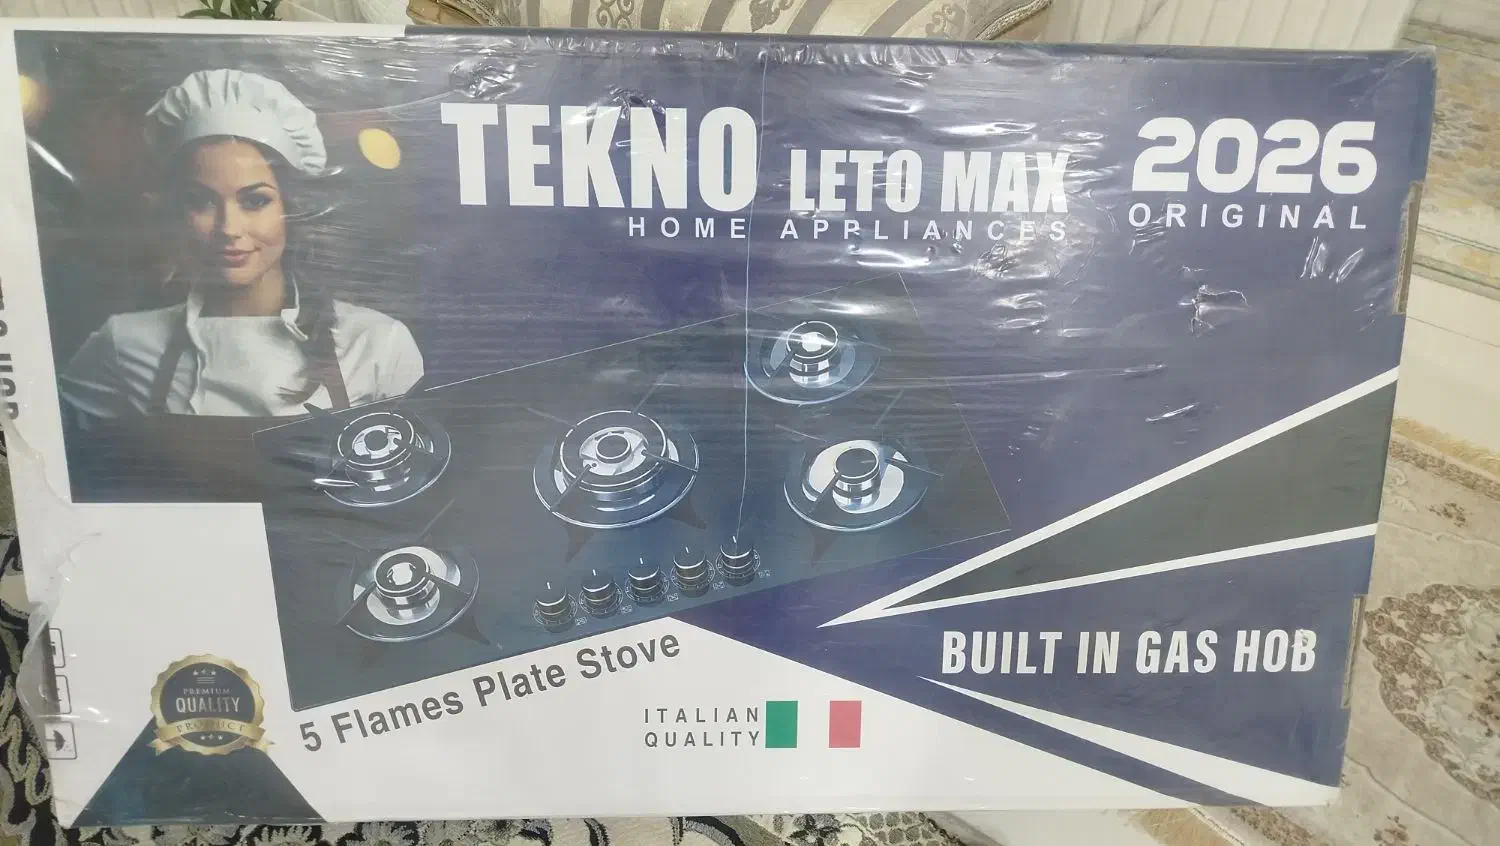 TEKNO LETO MAX
HOME APPLIANCES
2026
ORIGINAL
BUILT IN GAS HOB
5 Flames Plate Stove
ITALIAN
QUALITY
PREMIUM
QUALITY
PRODUCT